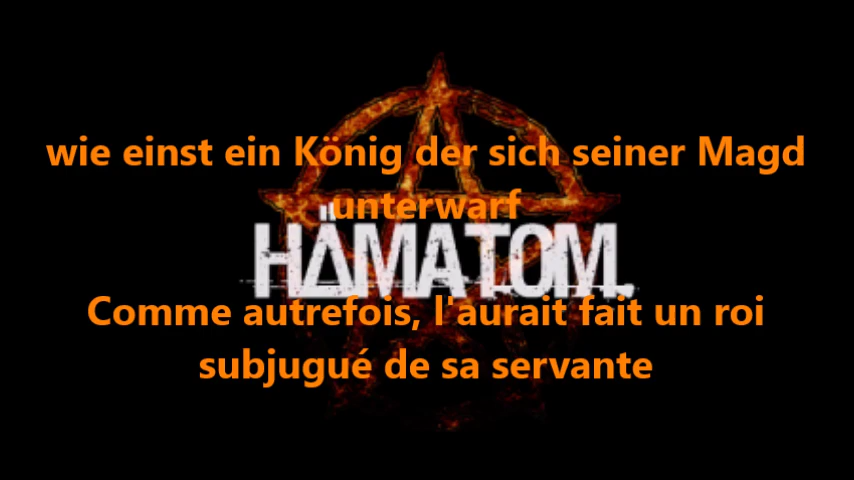 wie einst ein König der sich seiner Magd
unterwarf
HÄMATOM
Comme autrefois, l'aurait fait un roi
subjugué de sa servante